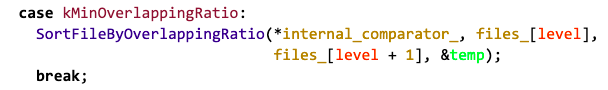 case kMinOverlappingRatio:
  SortFileByOverlappingRatio(*internal_comparator_, files_[level],
                             files_[level + 1], &temp);
  break;